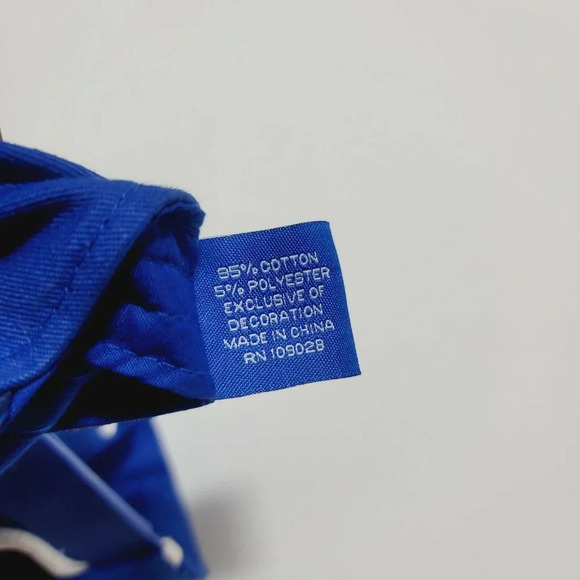 95% COTTON
5% POLYESTER
EXCLUSIVE OF
DECORATION
MADE IN CHINA
RN 109028